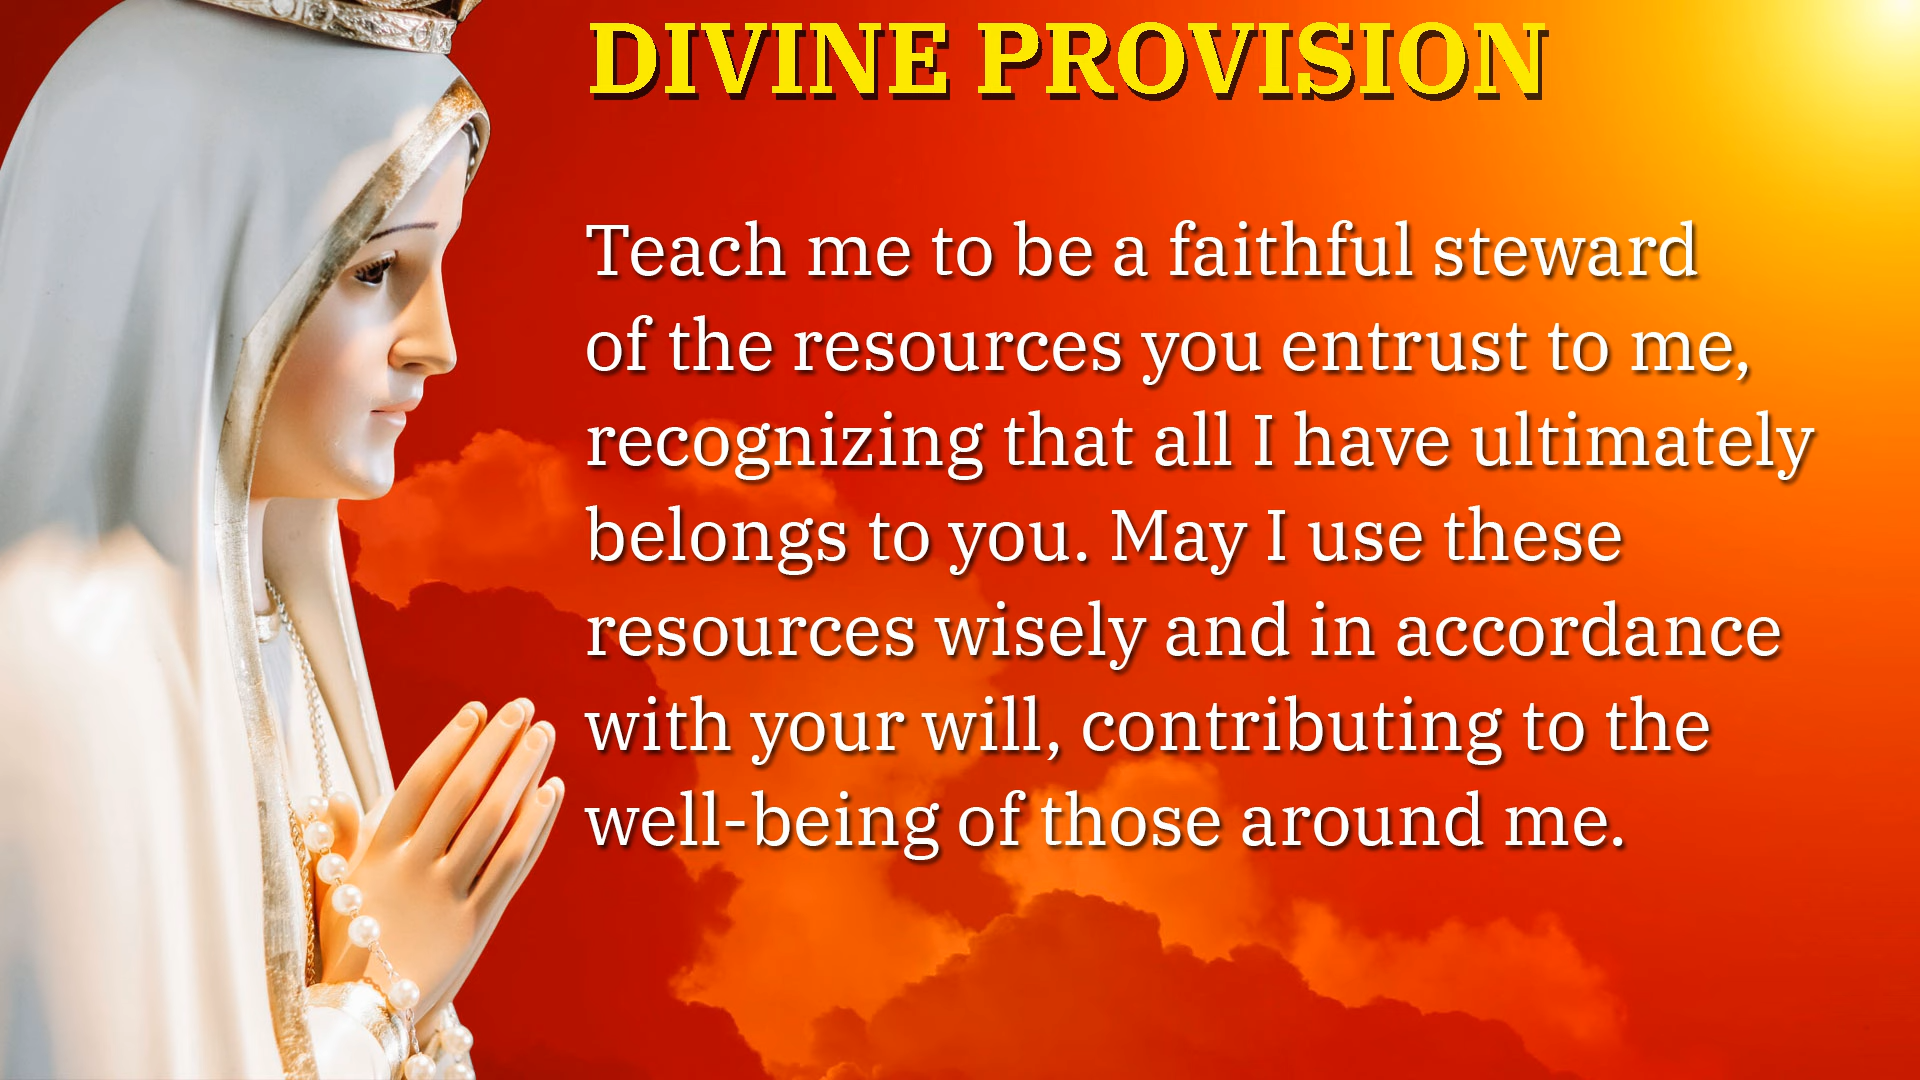 DIVINE PROVISION
Teach me to be a faithful steward
of the resources you entrust to me,
recognizing that all I have ultimately
belongs to you. May I use these
resources wisely and in accordance
with your will, contributing to the
well-being of those around me.